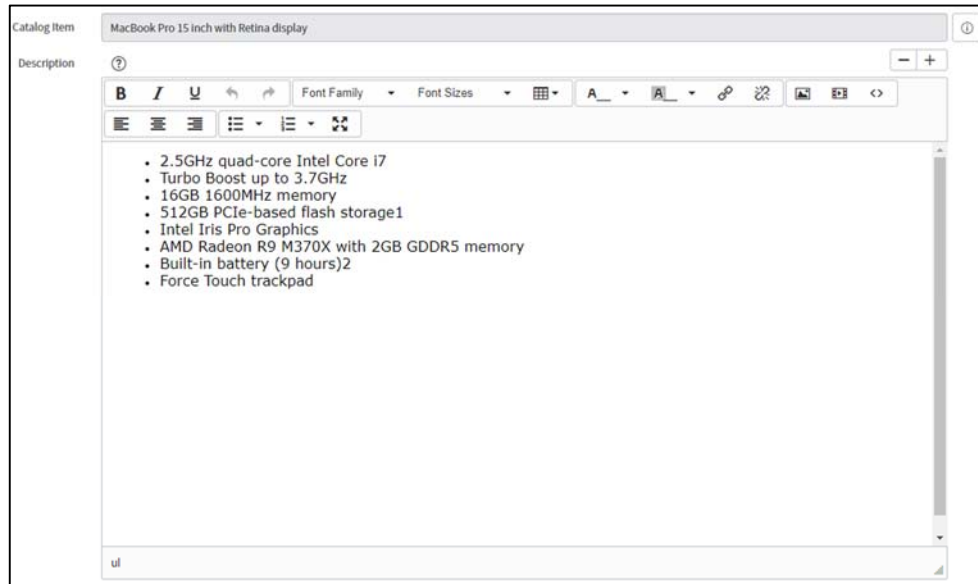 Catalog Item MacBook Pro 15 inch with Retina display
Description
B I U Font Family Font Sizes A A <>
• 2.5GHz quad-core Intel Core i7
• Turbo Boost up to 3.7GHz
• 16GB 1600MHz memory
• 512GB PCIe-based flash storage1
• Intel Iris Pro Graphics
• AMD Radeon R9 M370X with 2GB GDDR5 memory
• Built-in battery (9 hours)2
• Force Touch trackpad
ul